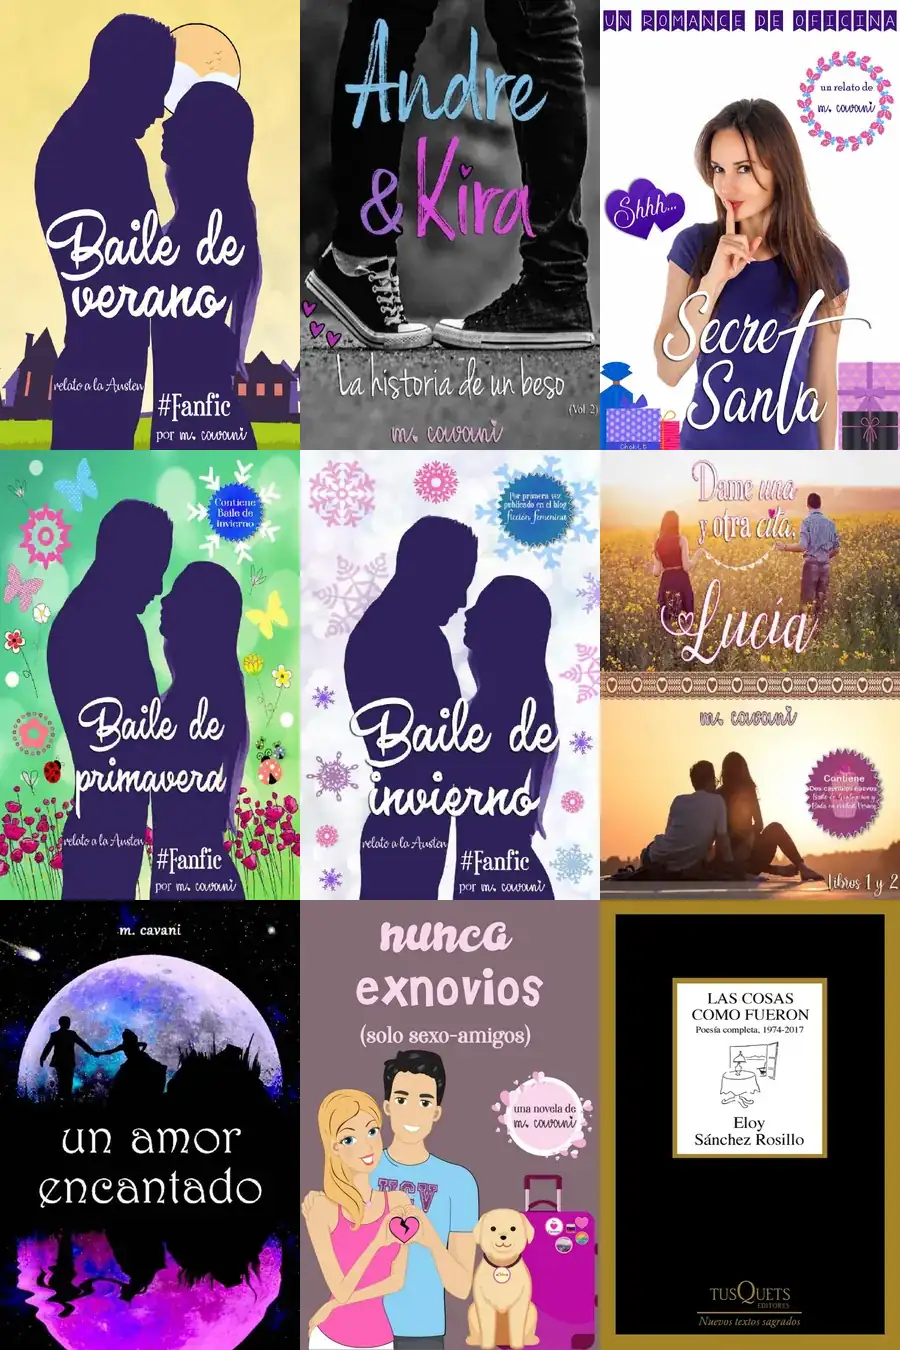 Baile de
verano
relato a la Austen
#Fanfic
por m. cavani
Andre
& Kira
La historia de un beso
(Vol. 2)
m. cavani
UN ROMANCE DE OFICINA
un relato de
m. cavani
Shhh...
Secret
Santa
Contiene
Baile de
invierno
Baile de
primavera
relato a la Austen
#Fanfic
por m. cavani
Por primera vez
publicado en el blog
ficción femenina
Baile de
invierno
relato a la Austen
#Fanfic
por m. cavani
Dame una
y otra cita,
Lucía
m. cavani
Contiene
Dos capítulos nuevos
Libros 1 y 2
m. cavani
un amor
encantado
nunca
exnovios
(solo sexo-amigos)
una novela de
m. cavani
UCV
LAS COSAS
COMO FUERON
Poesía completa, 1974-2017
Eloy
Sánchez Rosillo
TUSQUETS
EDITORES
Nuevos textos sagrados